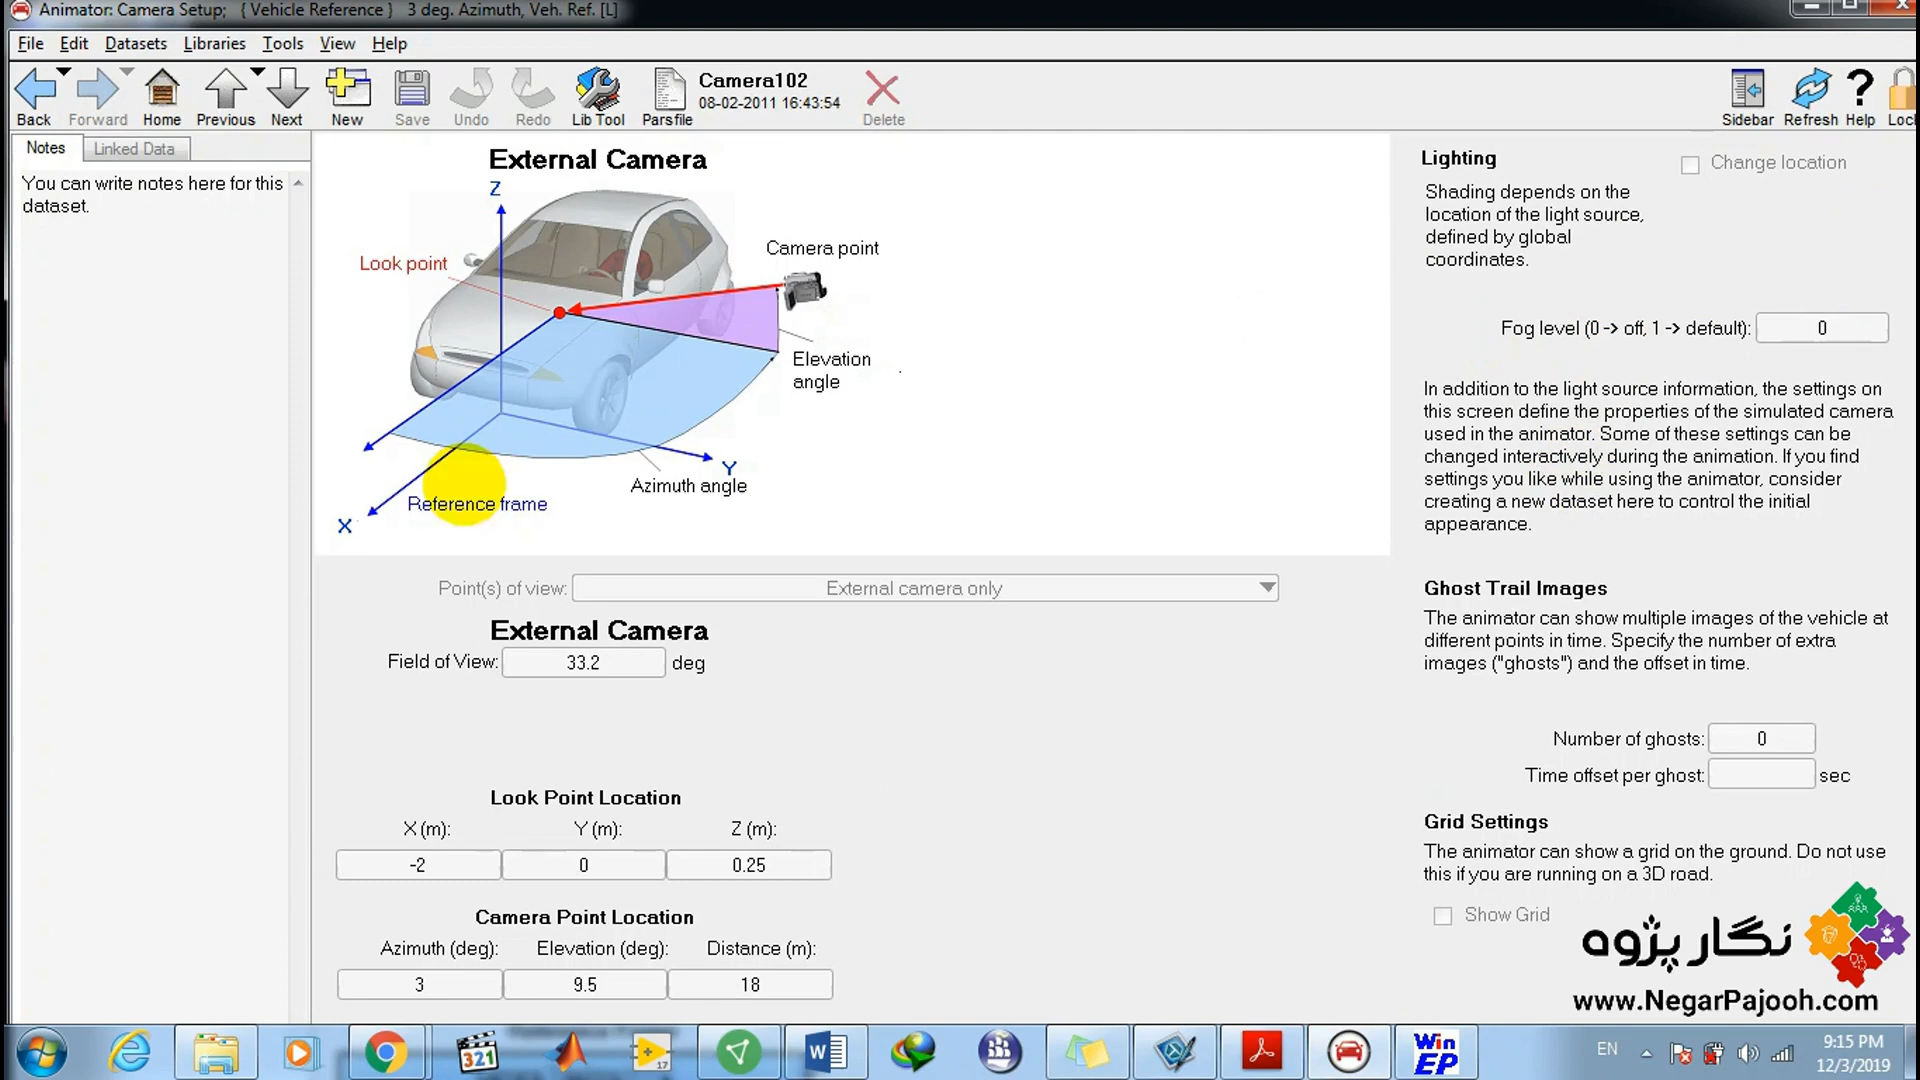 Animator: Camera Setup; { Vehicle Reference } 3 deg. Azimuth, Veh. Ref. [L]
File Edit Datasets Libraries Tools View Help
Camera102
08-02-2011 16:43:54
Back Forward Home Previous Next New Save Undo Redo Lib Tool Parsfile Delete Sidebar Refresh Help Loc
Notes Linked Data
You can write notes here for this
dataset.
External Camera
Z
Look point
Camera point
Elevation
angle
Y
Azimuth angle
Reference frame
X
Point(s) of view: External camera only
External Camera
Field of View: 33.2 deg
Look Point Location
X (m): Y (m): Z (m):
-2 0 0.25
Camera Point Location
Azimuth (deg): Elevation (deg): Distance (m):
3 9.5 18
Lighting
Change location
Shading depends on the
location of the light source,
defined by global
coordinates.
Fog level (0 -> off, 1 -> default): 0
In addition to the light source information, the settings on
this screen define the properties of the simulated camera
used in the animator. Some of these settings can be
changed interactively during the animation. If you find
settings you like while using the animator, consider
creating a new dataset here to control the initial
appearance.
Ghost Trail Images
The animator can show multiple images of the vehicle at
different points in time. Specify the number of extra
images ("ghosts") and the offset in time.
Number of ghosts: 0
Time offset per ghost: sec
Grid Settings
The animator can show a grid on the ground. Do not use
this if you are running on a 3D road.
Show Grid
نگار پژوه
www.NegarPajooh.com
321
17
W
Win
EP
EN
9:15 PM
12/3/2019